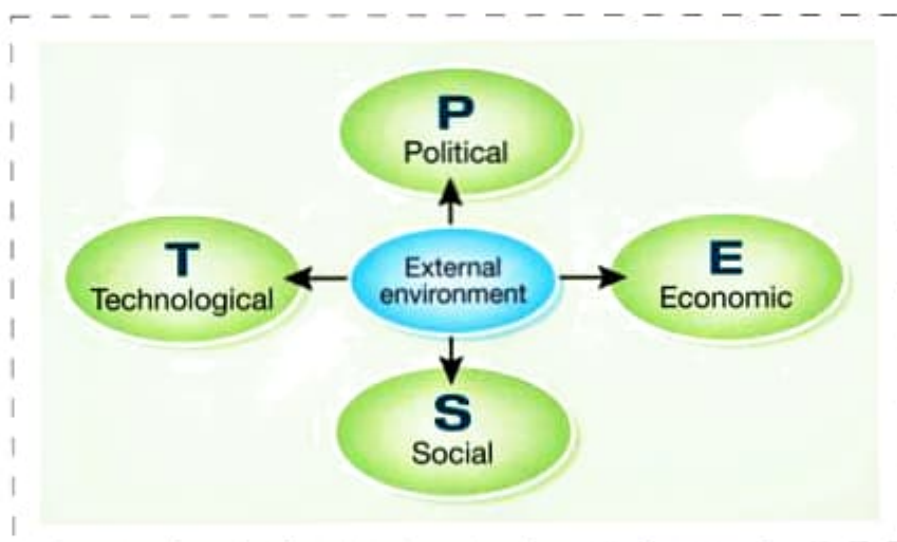 P
Political
T
Technological
External
environment
E
Economic
S
Social